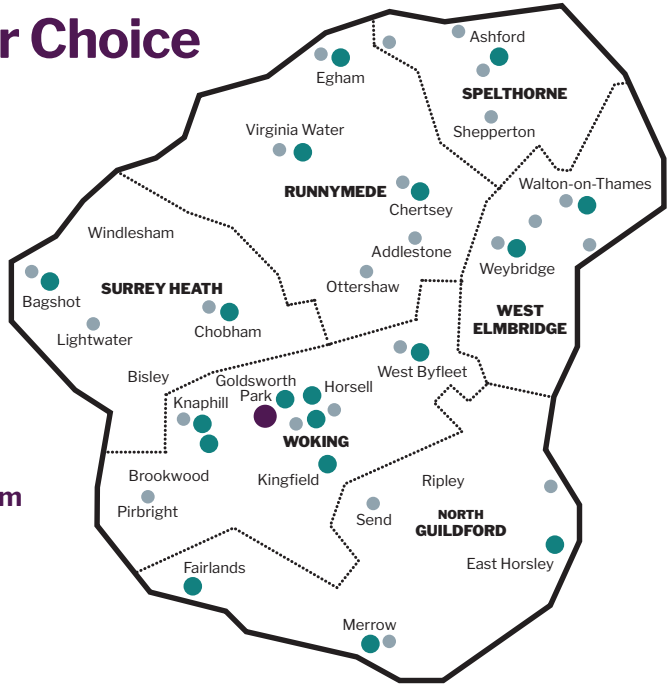 r Choice
Ashford
Egham
SPELTHORNE
Virginia Water
Shepperton
Walton-on-Thames
RUNNYMEDE
Chertsey
Windlesham
Addlestone
Weybridge
Ottershaw
SURREY HEATH
Bagshot
WEST
ELMBRIDGE
Chobham
Lightwater
West Byfleet
Bisley
Goldsworth
Park
Horsell
Knaphill
WOKING
Brookwood
Kingfield
Ripley
m
Pirbright
Send
NORTH
GUILDFORD
East Horsley
Fairlands
Merrow